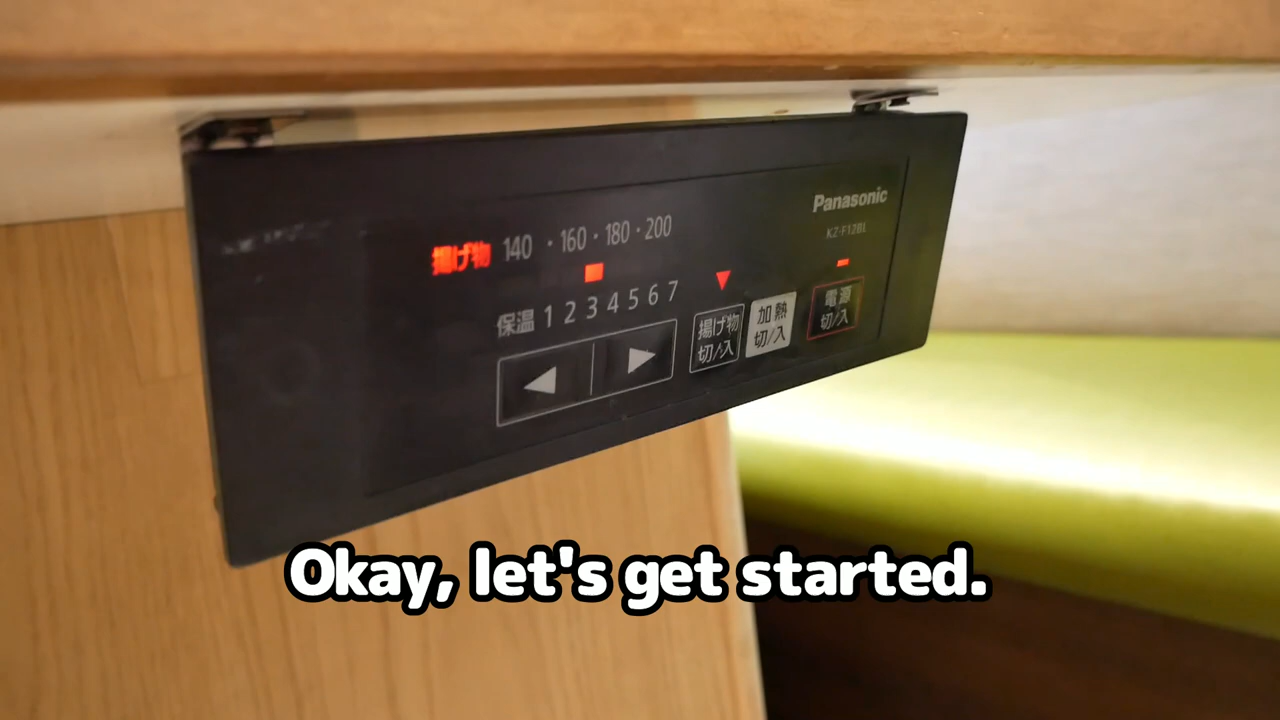 Panasonic
KZ-F12BL
揚げ物 140 ・160・180・200
保温 1 2 3 4 5 6 7
◀ ▶
揚げ物
切/入
加熱
切/入
電源
切/入
Okay, let's get started.